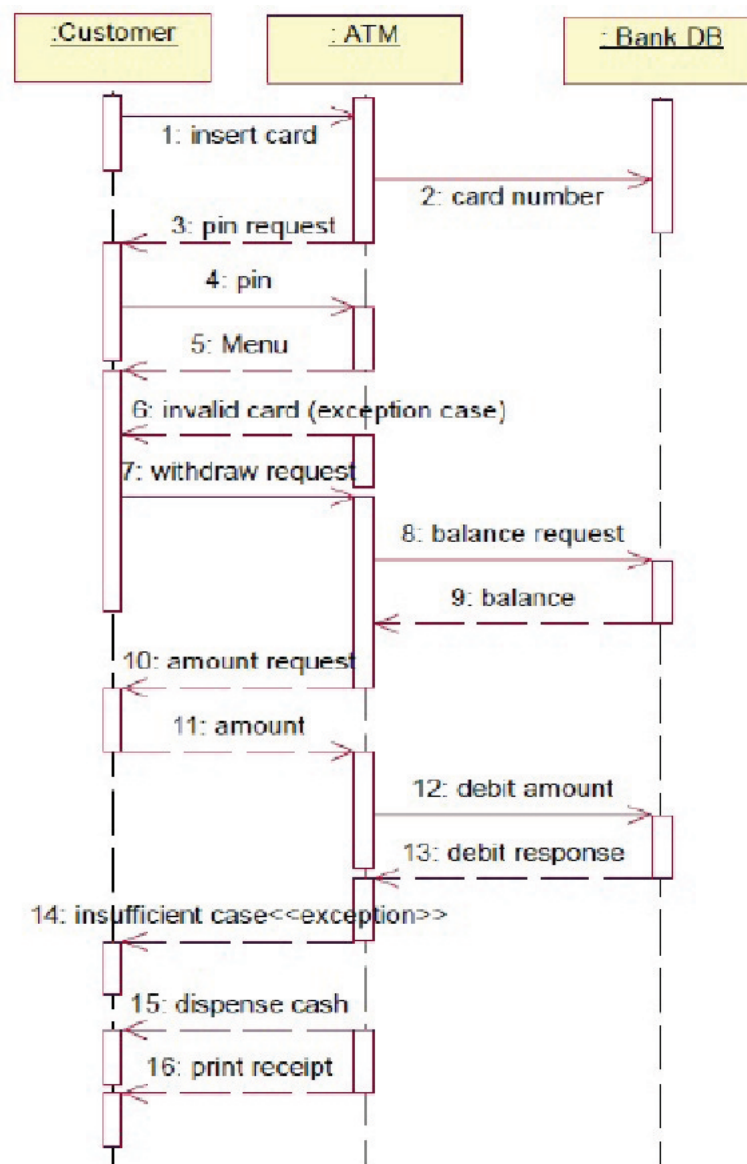 :Customer
: ATM
: Bank DB
1: insert card
2: card number
3: pin request
4: pin
5: Menu
6: invalid card (exception case)
7: withdraw request
8: balance request
9: balance
10: amount request
11: amount
12: debit amount
13: debit response
14: insufficient case<<exception>>
15: dispense cash
16: print receipt